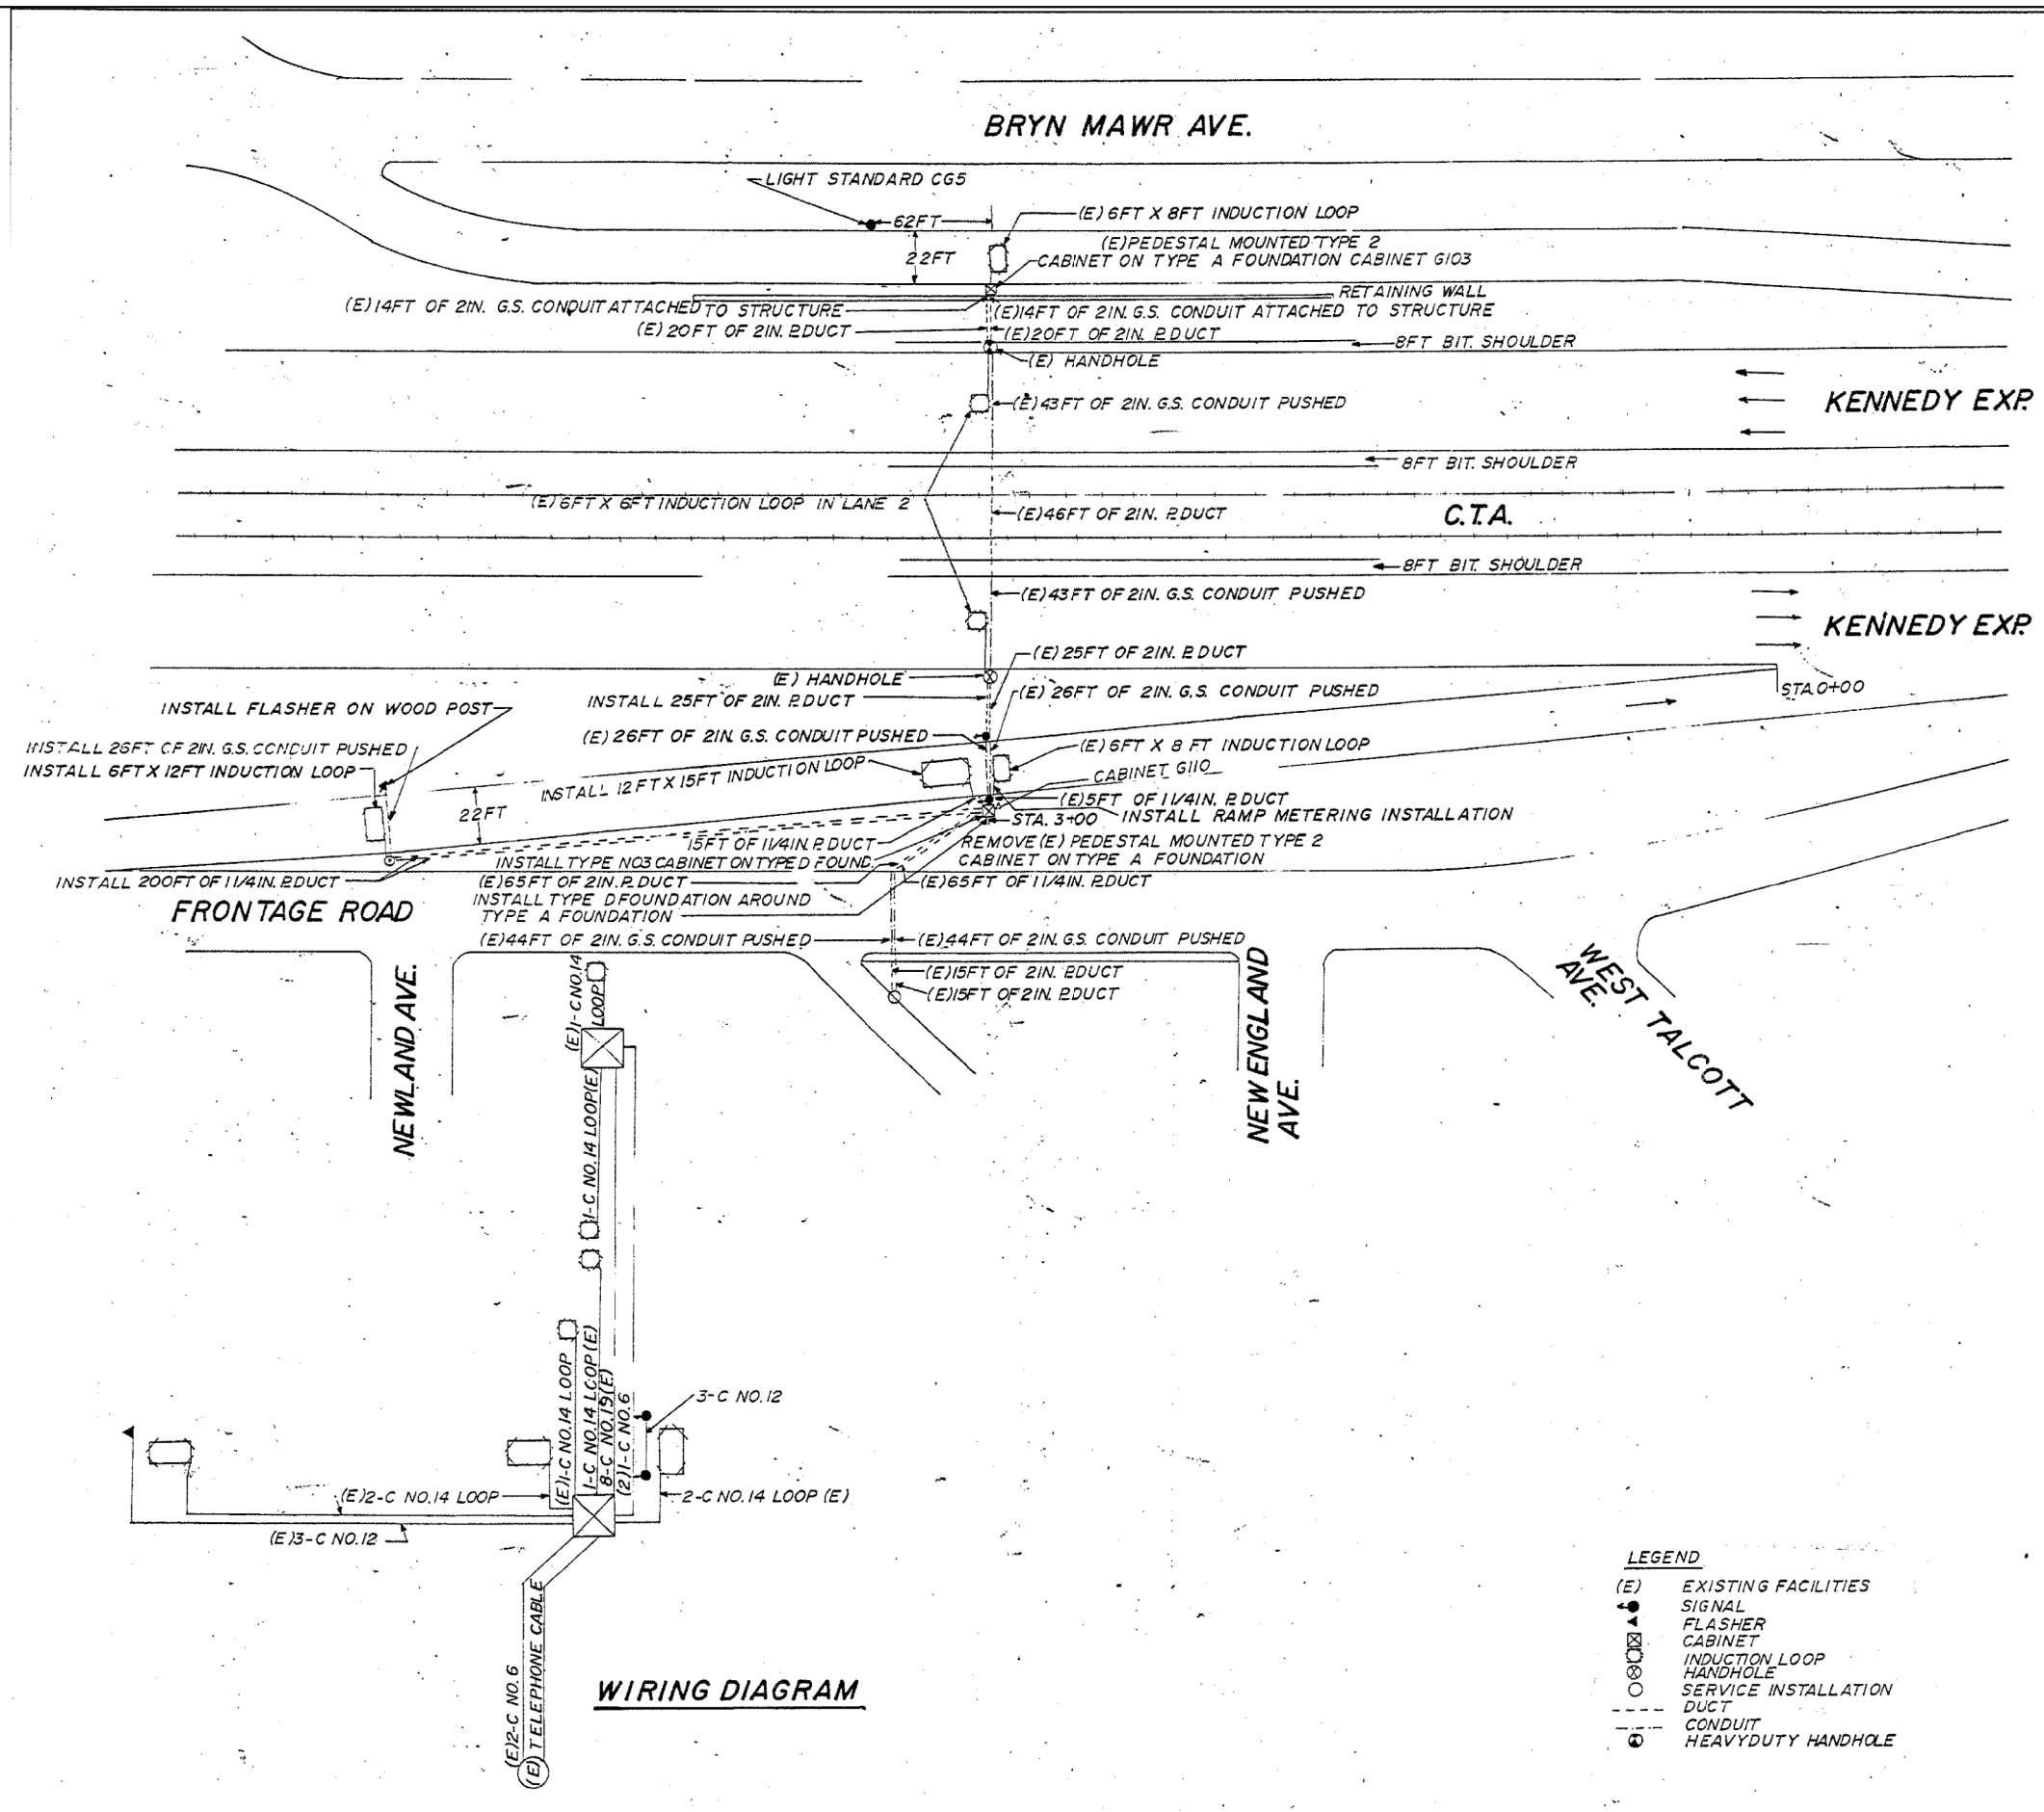 BRYN MAWR AVE.
LIGHT STANDARD CG5
62FT
(E) 6FT X 8FT INDUCTION LOOP
22FT
(E) PEDESTAL MOUNTED TYPE 2
CABINET ON TYPE A FOUNDATION CABINET G103
RETAINING WALL
(E) 14FT OF 2IN. G.S. CONDUIT ATTACHED TO STRUCTURE
(E) 14FT OF 2IN. G.S. CONDUIT ATTACHED TO STRUCTURE
(E) 20FT OF 2IN. P.DUCT
(E) 20FT OF 2IN. P.DUCT
8FT BIT. SHOULDER
(E) HANDHOLE
(E) 43FT OF 2IN. G.S. CONDUIT PUSHED
KENNEDY EXP.
8FT BIT. SHOULDER
(E) 6FT X 6FT INDUCTION LOOP IN LANE 2
(E) 46FT OF 2IN. P.DUCT
C.T.A.
8FT BIT. SHOULDER
(E) 43FT OF 2IN. G.S. CONDUIT PUSHED
KENNEDY EXP.
(E) 25FT OF 2IN. P.DUCT
(E) HANDHOLE
INSTALL 25FT OF 2IN. P.DUCT
(E) 26FT OF 2IN. G.S. CONDUIT PUSHED
STA. 0+00
INSTALL FLASHER ON WOOD POST
(E) 26FT OF 2IN. G.S. CONDUIT PUSHED
(E) 6FT X 8 FT INDUCTION LOOP
INSTALL 26FT OF 2IN. G.S. CONDUIT PUSHED
INSTALL 6FT X 12FT INDUCTION LOOP
INSTALL 12FT X 15FT INDUCTION LOOP
CABINET G110
22FT
(E) 5FT OF 1 1/4IN. P.DUCT
STA. 3+00
INSTALL RAMP METERING INSTALLATION
15FT OF 1 1/4IN. P.DUCT
REMOVE (E) PEDESTAL MOUNTED TYPE 2
CABINET ON TYPE A FOUNDATION
INSTALL TYPE NO3 CABINET ON TYPE D FOUND.
INSTALL 200FT OF 1 1/4IN. P.DUCT
(E) 65FT OF 2IN. P.DUCT
(E) 65FT OF 1 1/4IN. P.DUCT
INSTALL TYPE D FOUNDATION AROUND
TYPE A FOUNDATION
FRONTAGE ROAD
(E) 44FT OF 2IN. G.S. CONDUIT PUSHED
(E) 44FT OF 2IN. G.S. CONDUIT PUSHED
(E) 15FT OF 2IN. P.DUCT
(E) 15FT OF 2IN. P.DUCT
NEWLAND AVE.
NEW ENGLAND
AVE.
WEST TALCOTT
AVE.
(E) 1-C NO.14
LOOP
1-C NO.14 LOOP (E)
(E) 1-C NO.14 LOOP
1-C NO.14 LOOP (E)
8-C NO.19 (E)
(2) 1-C NO.6
3-C NO.12
(E) 2-C NO.14 LOOP
2-C NO.14 LOOP (E)
(E) 3-C NO.12
(E) 2-C NO.6
(E) TELEPHONE CABLE
WIRING DIAGRAM
LEGEND
(E) EXISTING FACILITIES
SIGNAL
FLASHER
CABINET
INDUCTION LOOP
HANDHOLE
SERVICE INSTALLATION
DUCT
CONDUIT
HEAVYDUTY HANDHOLE